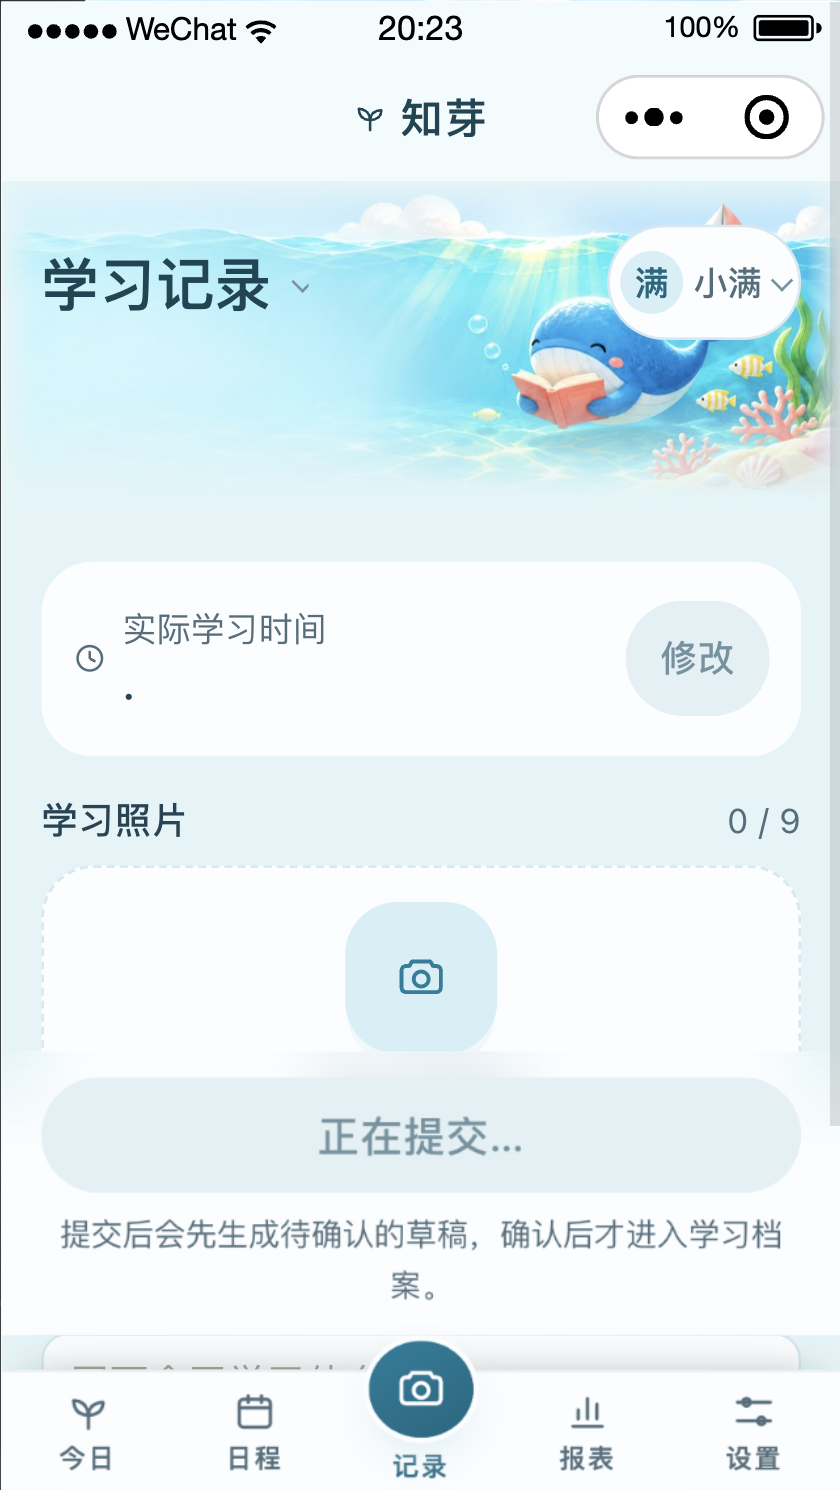 ●●●●● WeChat 20:23 100%
知芽
学习记录
满 小满
实际学习时间
·
修改
学习照片 0 / 9
正在提交...
提交后会先生成待确认的草稿，确认后才进入学习档
案。
今日 日程 记录 报表 设置